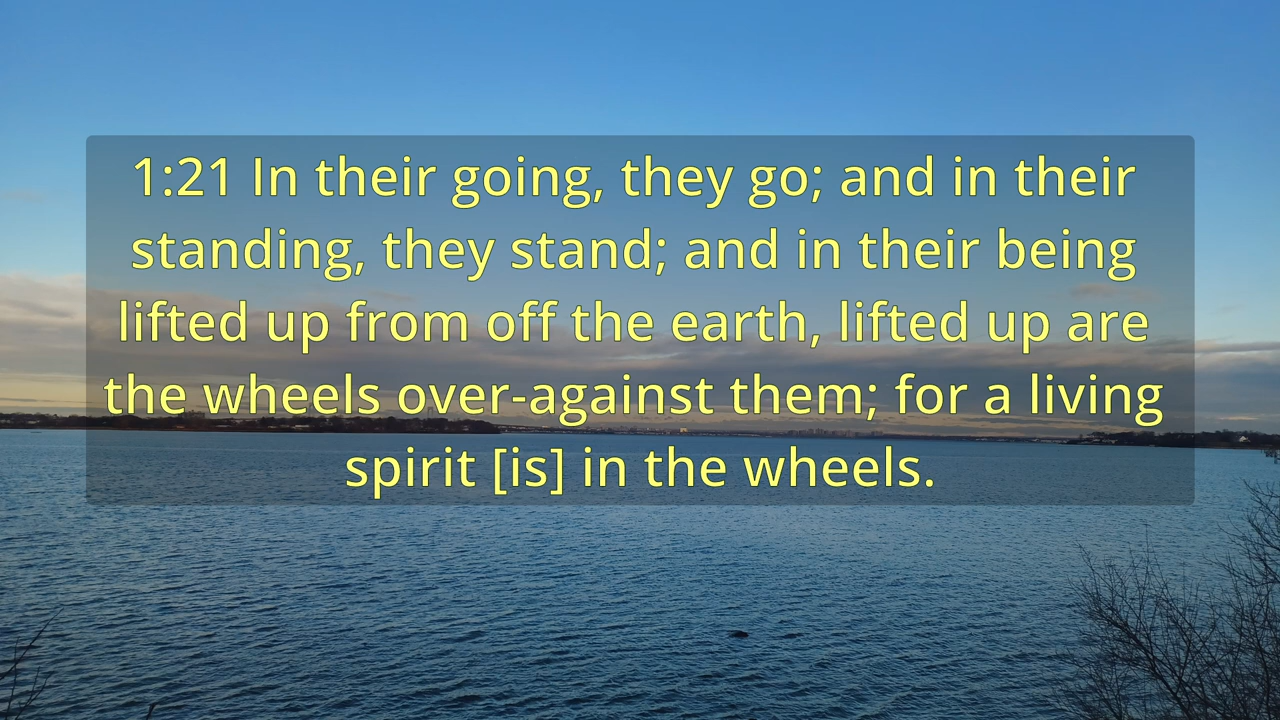 1:21 In their going, they go; and in their
standing, they stand; and in their being
lifted up from off the earth, lifted up are
the wheels over-against them; for a living
spirit [is] in the wheels.